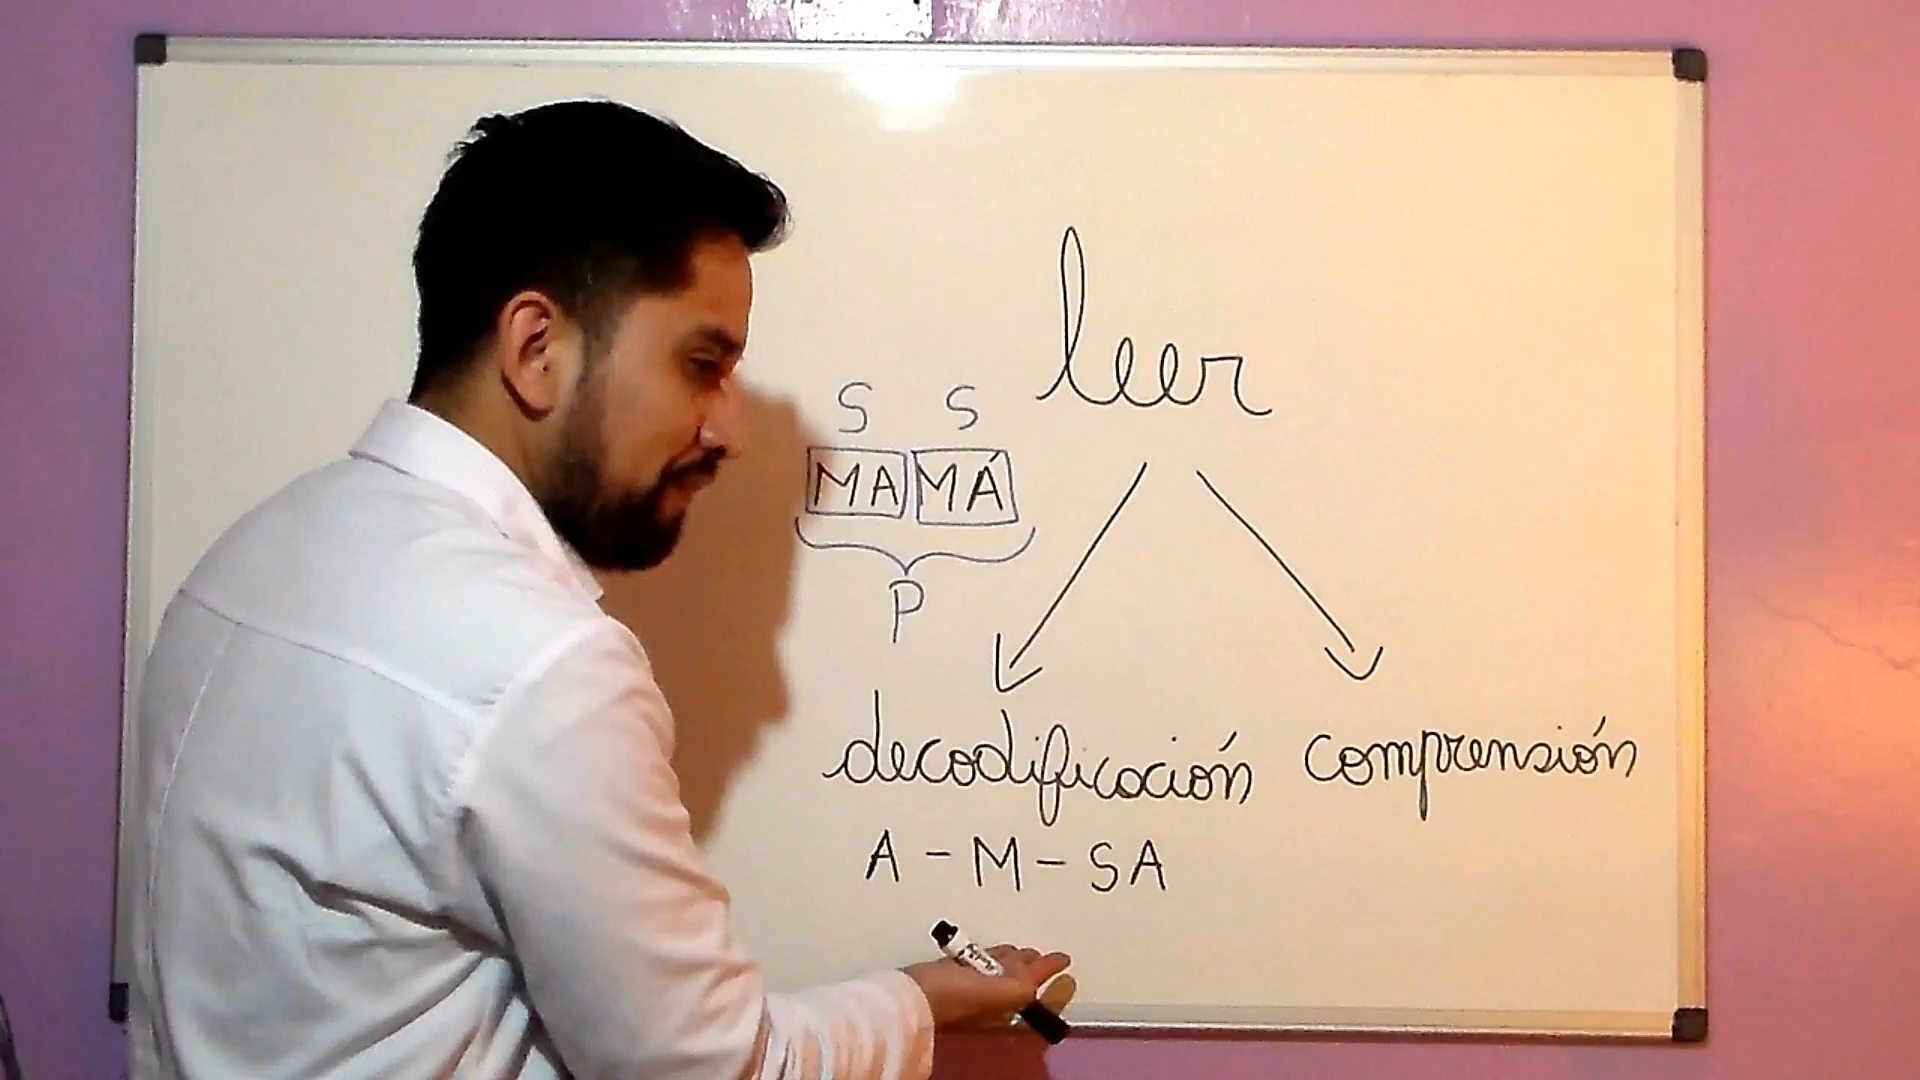 leer
S S
MA MÁ
P
decodificación comprensión
A - M - SA